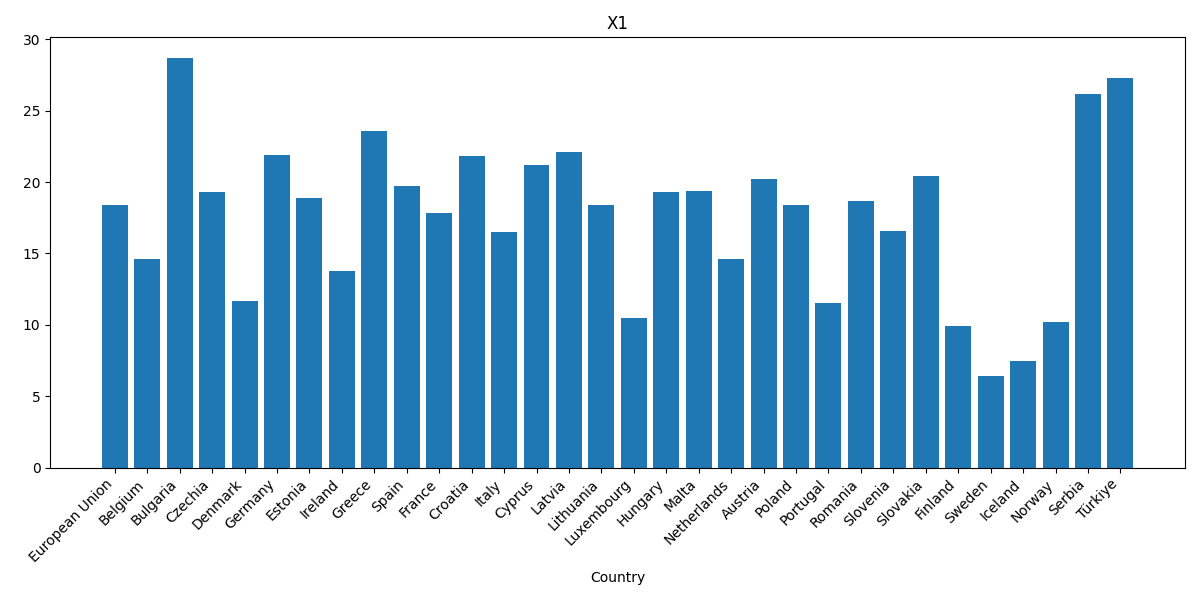 X1
30
25
20
15
10
5
0
European Union
Belgium
Bulgaria
Czechia
Denmark
Germany
Estonia
Ireland
Greece
Spain
France
Croatia
Italy
Cyprus
Latvia
Lithuania
Luxembourg
Hungary
Malta
Netherlands
Austria
Poland
Portugal
Romania
Slovenia
Slovakia
Finland
Sweden
Iceland
Norway
Serbia
Türkiye
Country